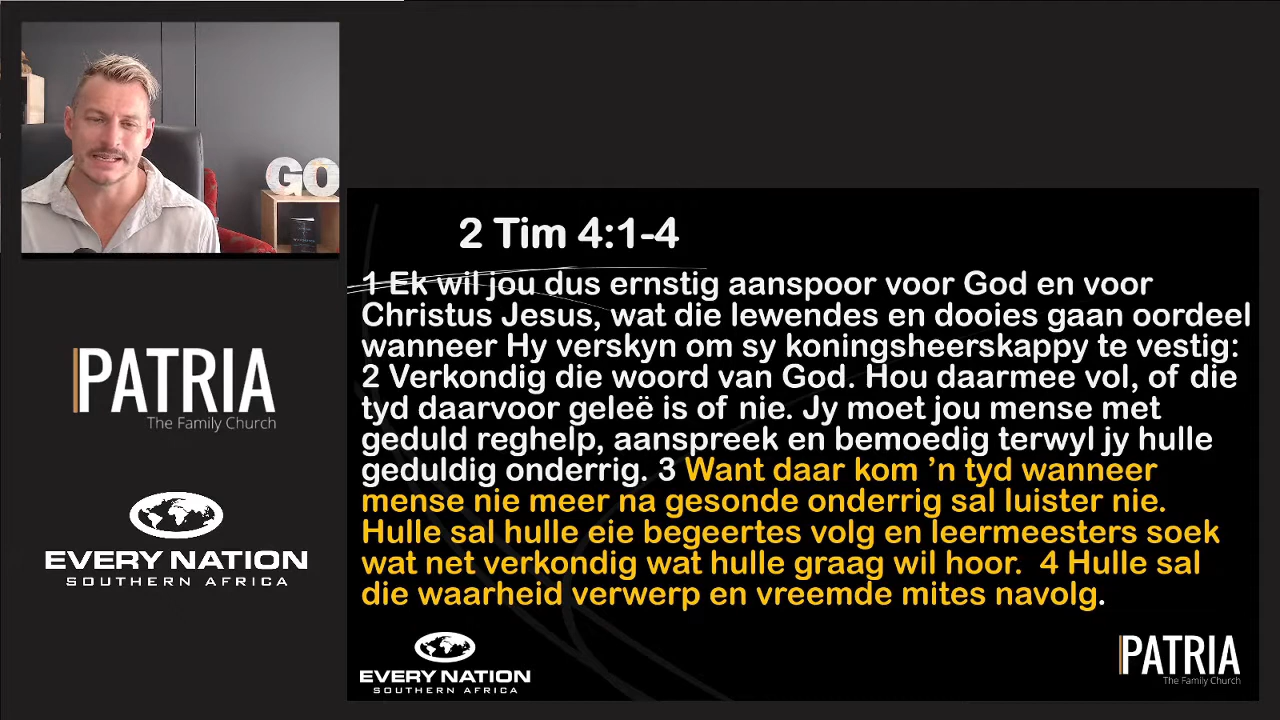 GO
PATRIA
The Family Church
EVERY NATION
SOUTHERN AFRICA
2 Tim 4:1-4
1 Ek wil jou dus ernstig aanspoor voor God en voor
Christus Jesus, wat die lewendes en dooies gaan oordeel
wanneer Hy verskyn om sy koningsheerskappy te vestig:
2 Verkondig die woord van God. Hou daarmee vol, of die
tyd daarvoor geleë is of nie. Jy moet jou mense met
geduld reghelp, aanspreek en bemoedig terwyl jy hulle
geduldig onderrig. 3 Want daar kom ’n tyd wanneer
mense nie meer na gesonde onderrig sal luister nie.
Hulle sal hulle eie begeertes volg en leermeesters soek
wat net verkondig wat hulle graag wil hoor.  4 Hulle sal
die waarheid verwerp en vreemde mites navolg.
EVERY NATION
SOUTHERN AFRICA
PATRIA
The Family Church